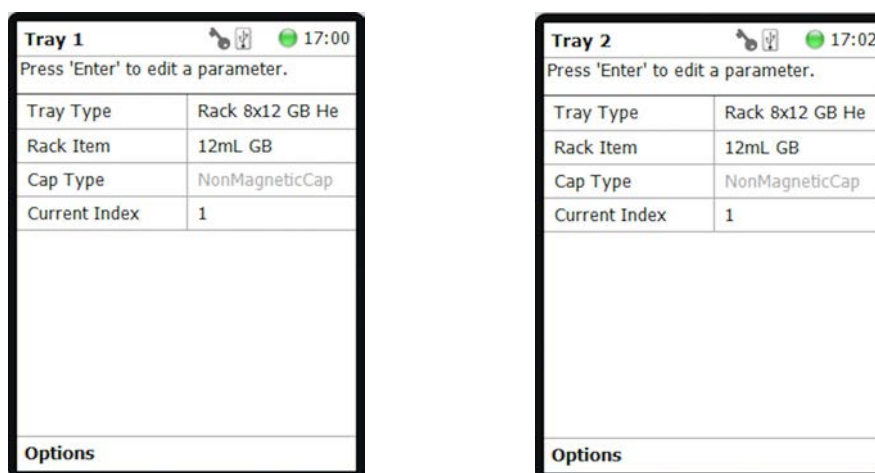 Tray 1 17:00
Press 'Enter' to edit a parameter.
Tray Type Rack 8x12 GB He
Rack Item 12mL GB
Cap Type NonMagneticCap
Current Index 1
Options
Tray 2 17:02
Press 'Enter' to edit a parameter.
Tray Type Rack 8x12 GB He
Rack Item 12mL GB
Cap Type NonMagneticCap
Current Index 1
Options